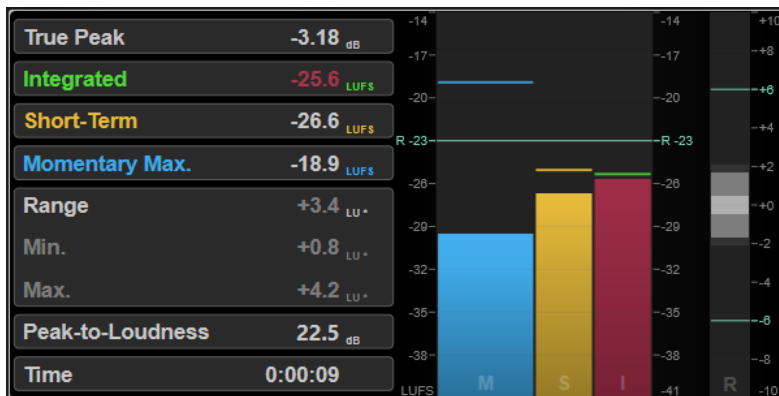 True Peak -3.18 dB
Integrated -25.6 LUFS
Short-Term -26.6 LUFS
Momentary Max. -18.9 LUFS
Range +3.4 LU*
Min. +0.8 LU*
Max. +4.2 LU*
Peak-to-Loudness 22.5 dB
Time 0:00:09
-14 -14 +10
-17 -17 +8
-20 -20 +6
R -23 R -23 +4
-26 -26 +2
-29 -29 +0
-32 -32 -2
-35 -35 -4
-38 -38 -6
-8
LUFS M S I -41 R -10